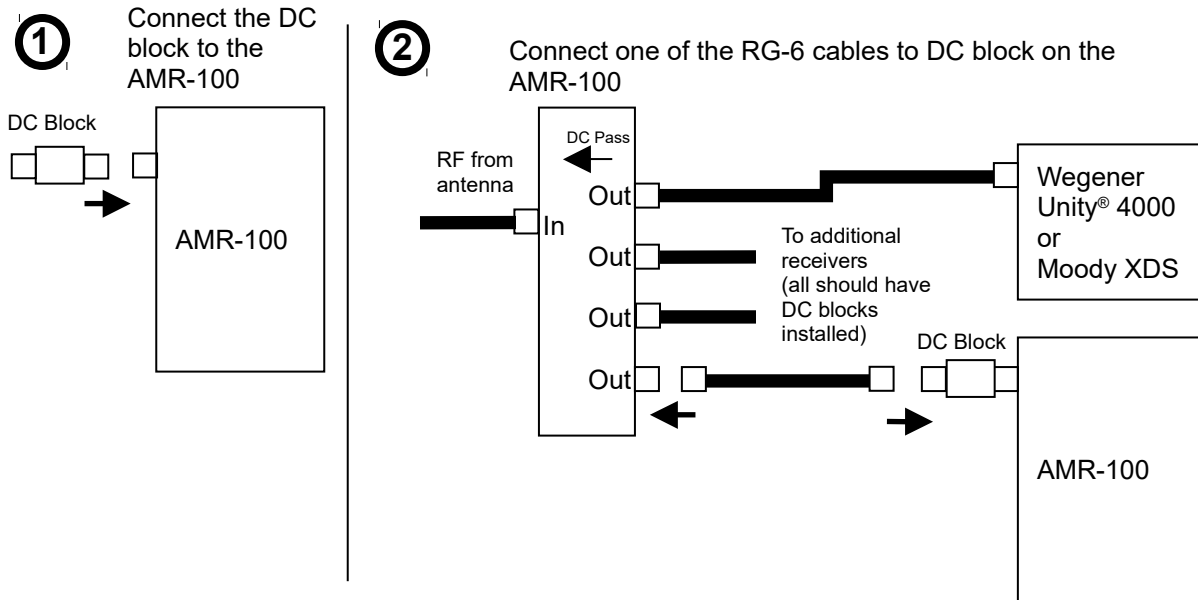 1
Connect the DC
block to the
AMR-100
DC Block
AMR-100
2
Connect one of the RG-6 cables to DC block on the
AMR-100
DC Pass
RF from
antenna
In
Out
Out
Out
Out
To additional
receivers
(all should have
DC blocks
installed)
Wegener
Unity® 4000
or
Moody XDS
DC Block
AMR-100